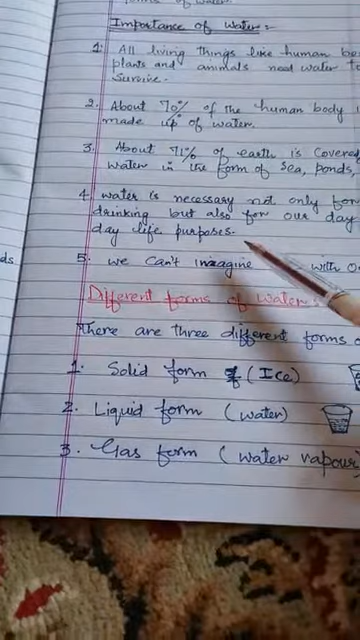 Importance of Water:-
1. All living things like human be
plants and animals need water to
Survive.
2. About 70% of the human body i
made up of water.
3. About 71% of earth is Covered
Water in the form of Sea, ponds,
4. water is necessary not only for
drinking but also for our day
day life purposes.
ds
5. we can't imagine with o
Different forms of Water:
There are three different forms o
1. Solid form (Ice)
2. Liquid form (water)
3. Gas form (water vapour)